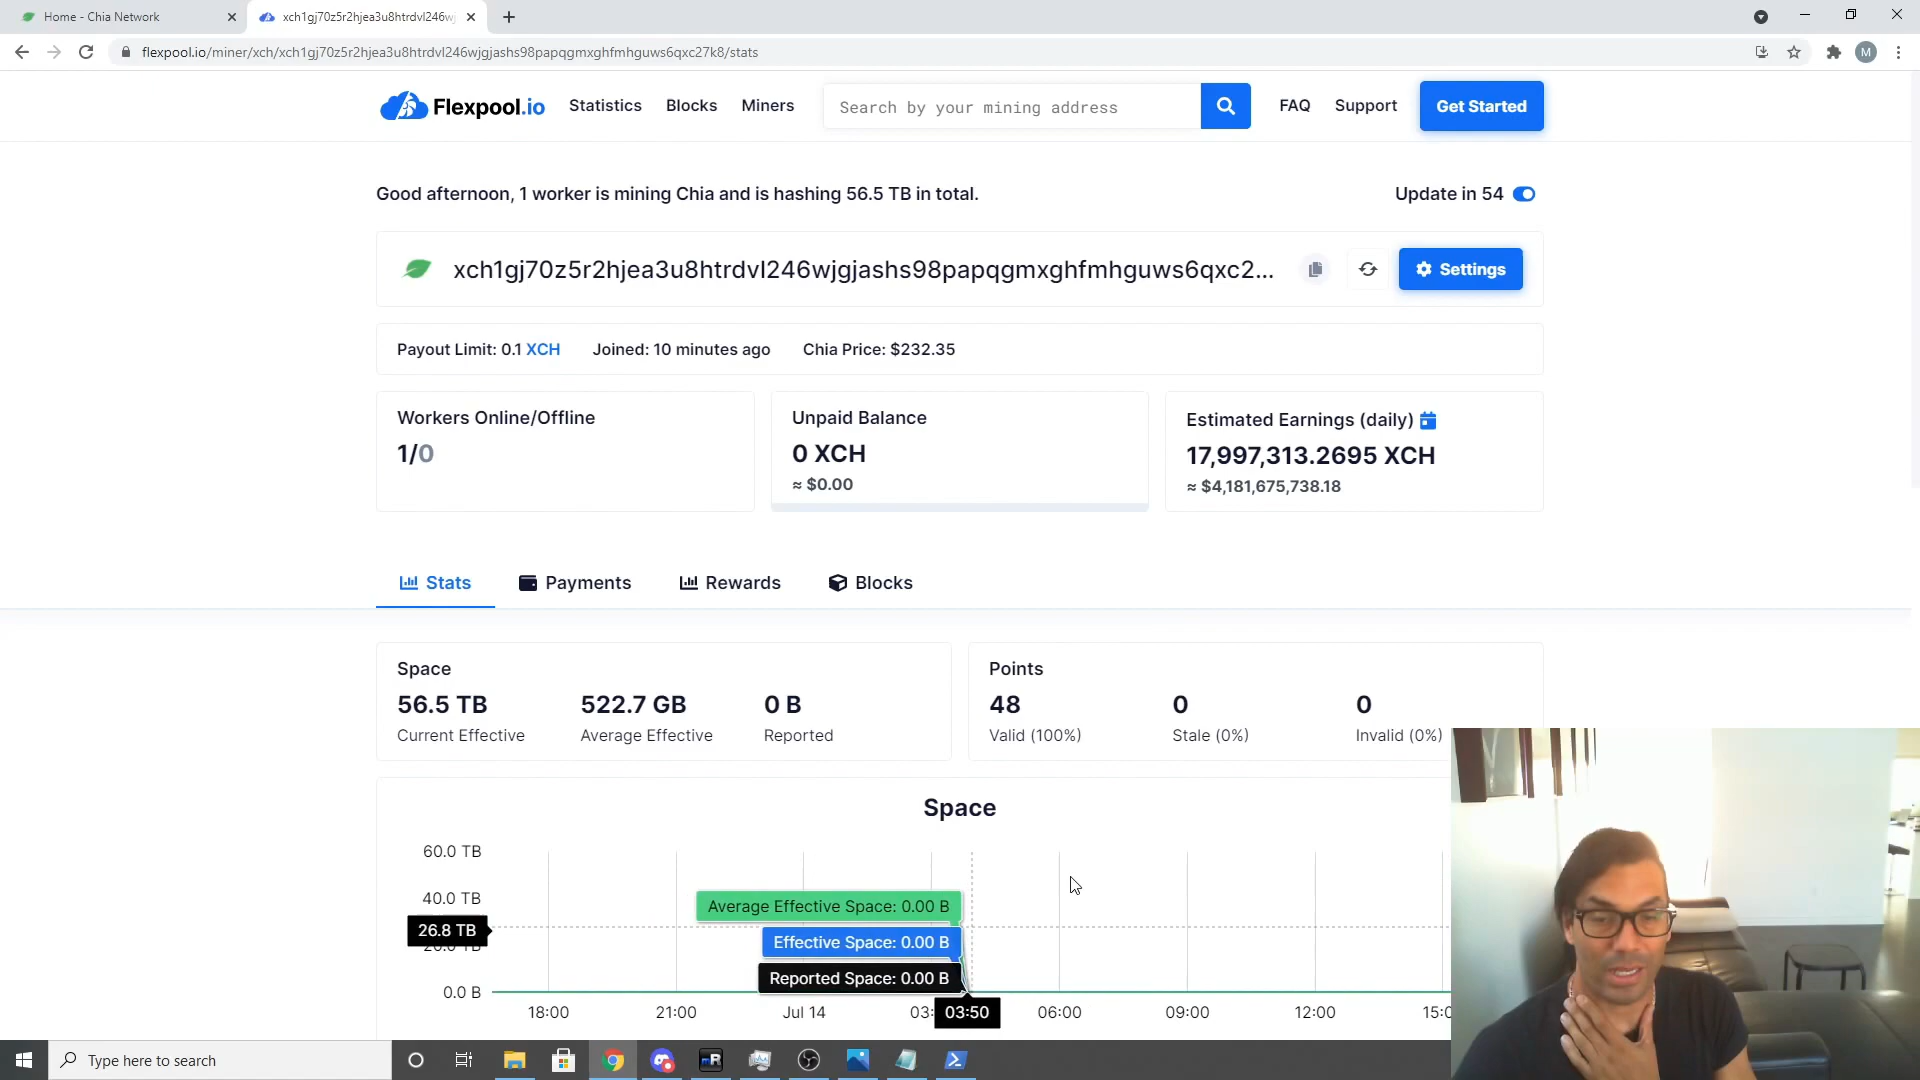 Home - Chia Network
xch1gj70z5r2hjea3u8htrdvl246wj
flexpool.io/miner/xch/xch1gj70z5r2hjea3u8htrdvl246wjgjashs98papqgmxghfmhguws6qxc27k8/stats
M
Flexpool.io
Statistics
Blocks
Miners
Search by your mining address
FAQ
Support
Get Started
Good afternoon, 1 worker is mining Chia and is hashing 56.5 TB in total.
Update in 54
xch1gj70z5r2hjea3u8htrdvl246wjgjashs98papqgmxghfmhguws6qxc2...
Settings
Payout Limit: 0.1 XCH
Joined: 10 minutes ago
Chia Price: $232.35
Workers Online/Offline
1/0
Unpaid Balance
0 XCH
≈ $0.00
Estimated Earnings (daily)
17,997,313.2695 XCH
≈ $4,181,675,738.18
Stats
Payments
Rewards
Blocks
Space
56.5 TB
Current Effective
522.7 GB
Average Effective
0 B
Reported
Points
48
Valid (100%)
0
Stale (0%)
0
Invalid (0%)
Space
60.0 TB
40.0 TB
26.8 TB
20.0 TB
0.0 B
Average Effective Space: 0.00 B
Effective Space: 0.00 B
Reported Space: 0.00 B
18:00
21:00
Jul 14
03:
03:50
06:00
09:00
12:00
15:0
Type here to search